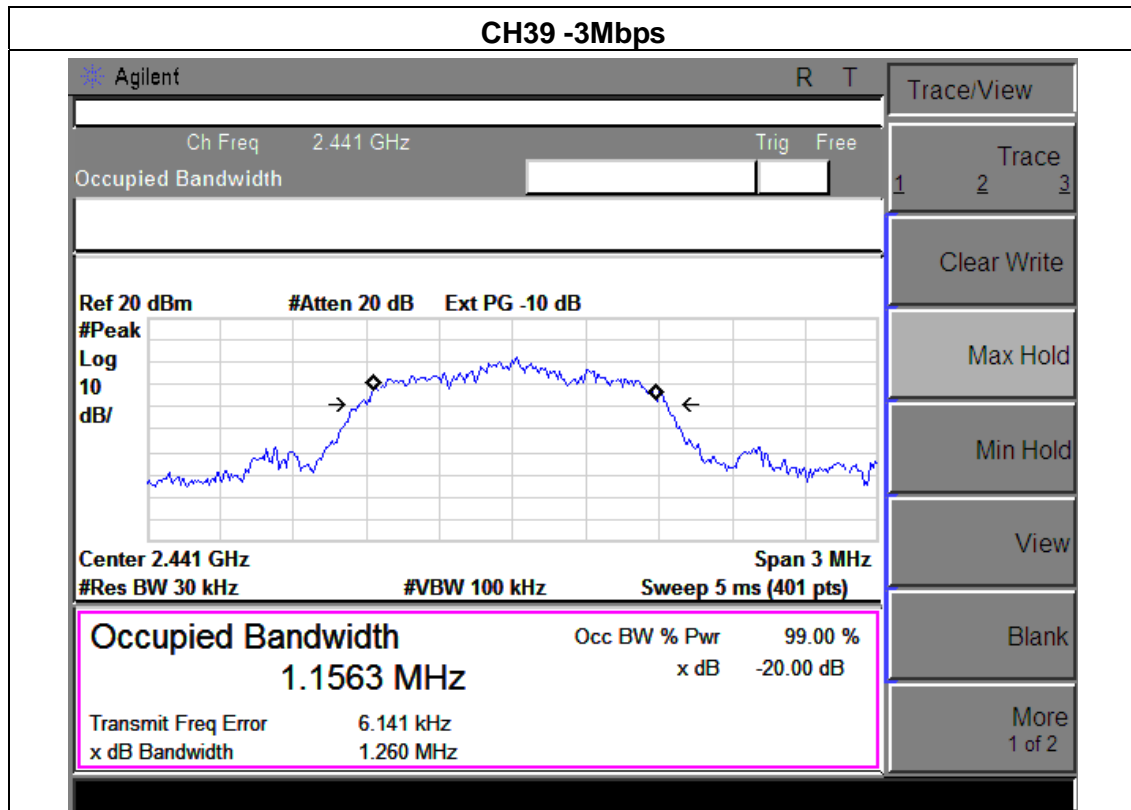 CH39 -3Mbps
Agilent R T
Trace/View
Ch Freq 2.441 GHz Trig Free
Occupied Bandwidth
Trace
1 2 3
Clear Write
Ref 20 dBm #Atten 20 dB Ext PG -10 dB
#Peak
Log
10
dB/
Max Hold
Min Hold
View
Center 2.441 GHz Span 3 MHz
#Res BW 30 kHz #VBW 100 kHz Sweep 5 ms (401 pts)
Occupied Bandwidth Occ BW % Pwr 99.00 %
1.1563 MHz x dB -20.00 dB
Blank
Transmit Freq Error 6.141 kHz
x dB Bandwidth 1.260 MHz
More
1 of 2